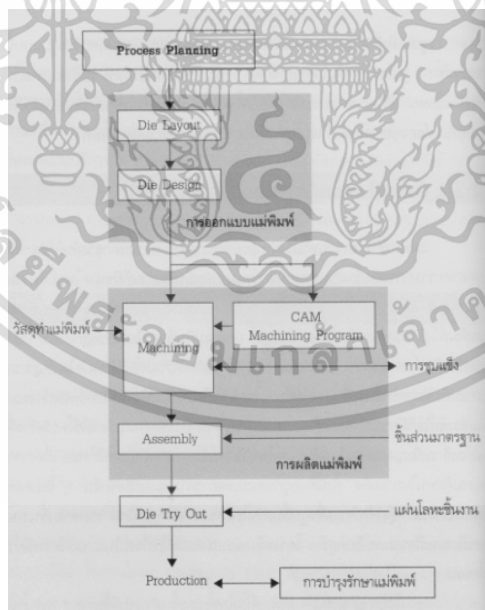 Process Planning
Die Layout
Die Design
การออกแบบแม่พิมพ์
วัสดุทำแม่พิมพ์
Machining
CAM
Machining Program
การชุบแข็ง
Assembly
ชิ้นส่วนมาตรฐาน
การผลิตแม่พิมพ์
Die Try Out
แผ่นโลหะชิ้นงาน
Production
การบำรุงรักษาแม่พิมพ์